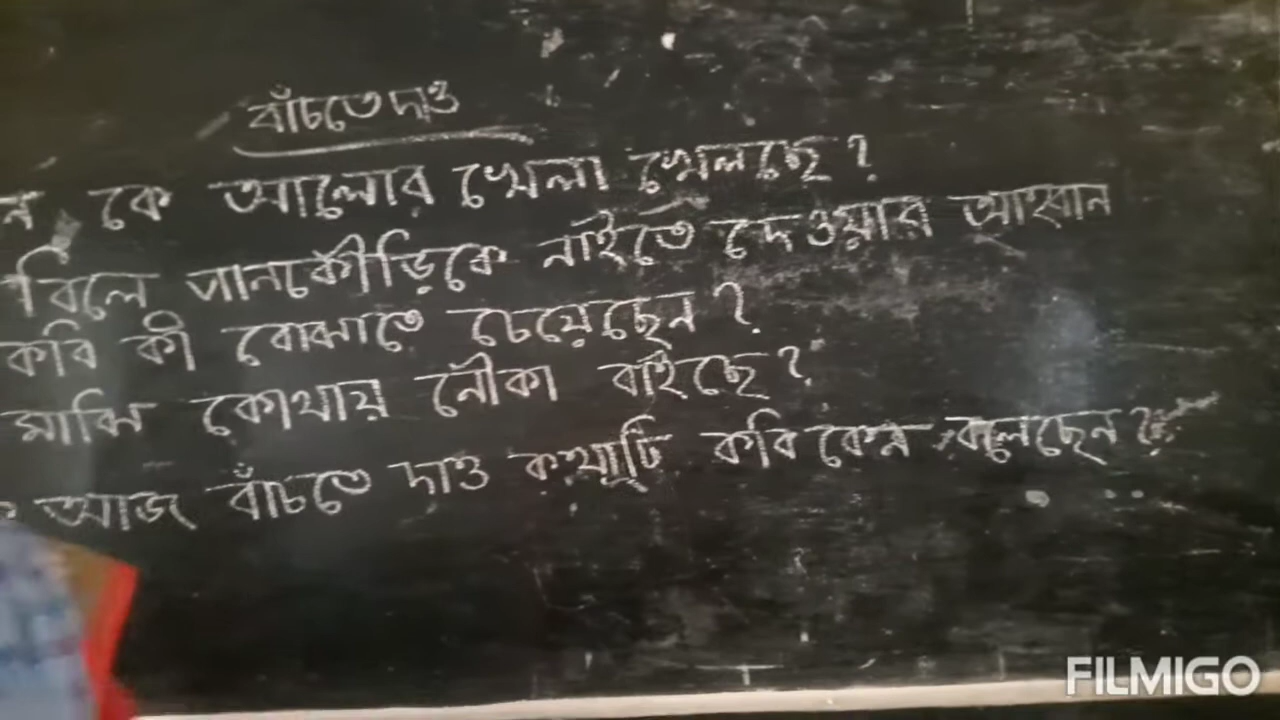 বাঁচতে দাও
ন কে আলোর খেলা খেলছে?
বিলে পানকৌড়িকে নাইতে দেওয়ার আহ্বান
কবি কী বোঝাতে চেয়েছেন?
মাঝি কোথায় নৌকা বাইছে?
আজ বাঁচতে দাও কথাটি কবি কেন বলেছেন?
FILMIGO